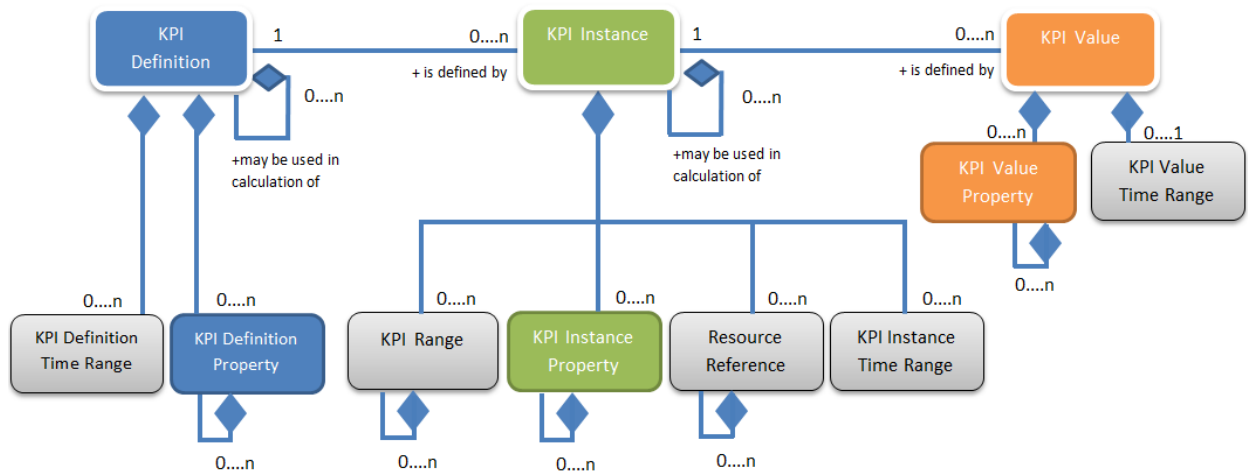 KPI
Definition
1
0....n
+ is defined by
KPI Instance
1
0....n
+ is defined by
KPI Value
0....n
+may be used in
calculation of
0....n
+may be used in
calculation of
0....n
0....1
KPI Value
Property
KPI Value
Time Range
0....n
0....n
0....n
0....n
0....n
0....n
0....n
KPI Definition
Time Range
KPI Definition
Property
KPI Range
KPI Instance
Property
Resource
Reference
KPI Instance
Time Range
0....n
0....n
0....n
0....n